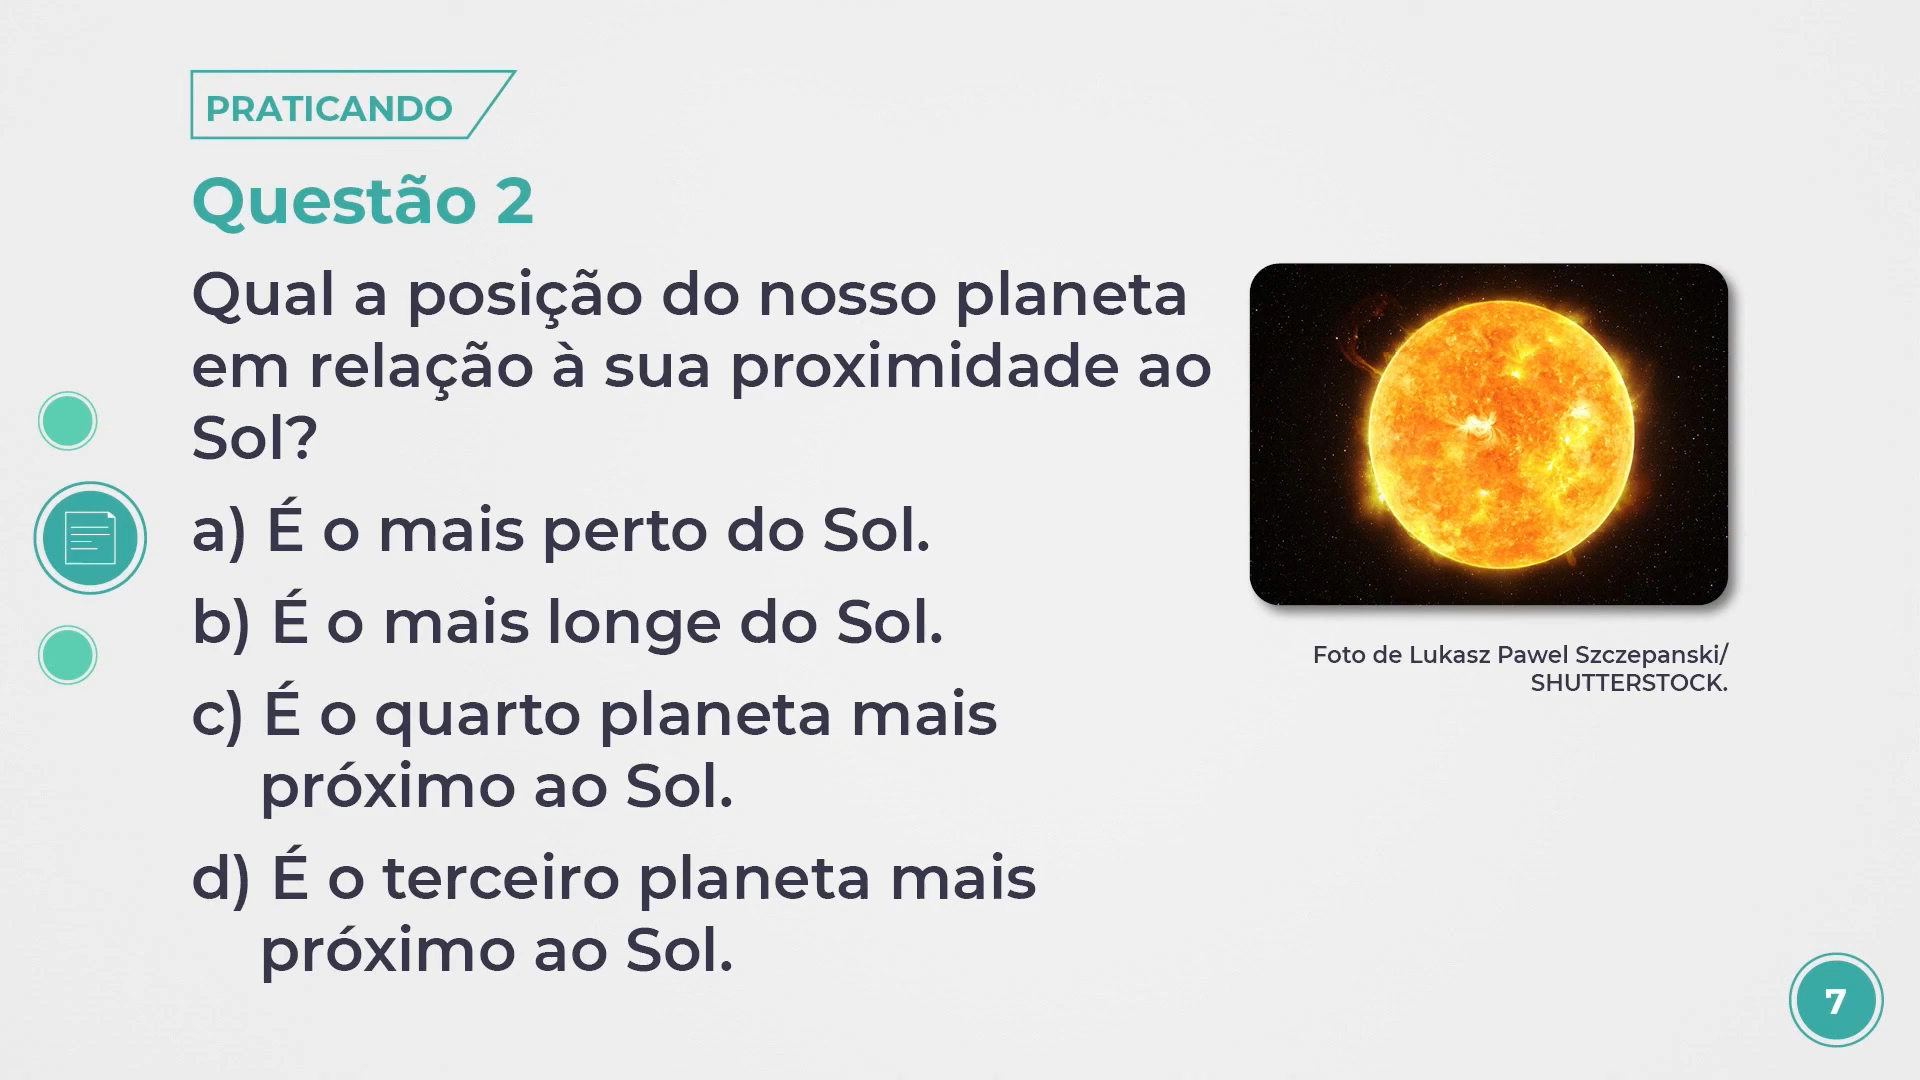 PRATICANDO
Questão 2
Qual a posição do nosso planeta
em relação à sua proximidade ao
Sol?
a) É o mais perto do Sol.
b) É o mais longe do Sol.
c) É o quarto planeta mais
próximo ao Sol.
d) É o terceiro planeta mais
próximo ao Sol.
Foto de Lukasz Pawel Szczepanski/
SHUTTERSTOCK.
7